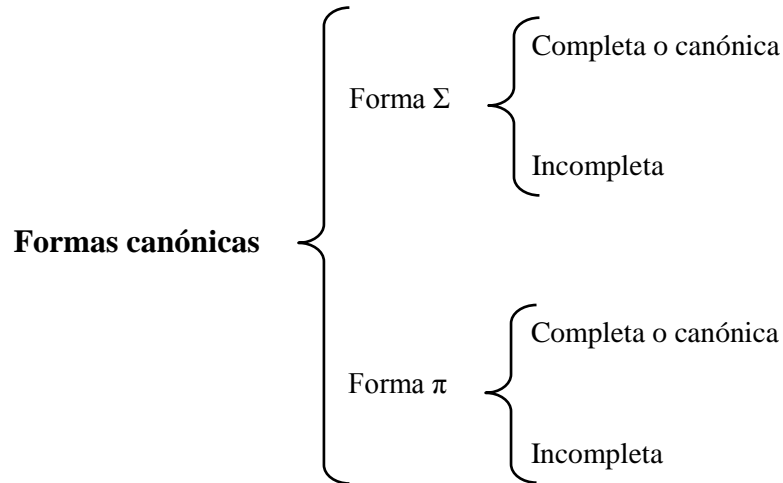 Completa o canónica
Forma Σ
Incompleta
Formas canónicas
Completa o canónica
Forma π
Incompleta